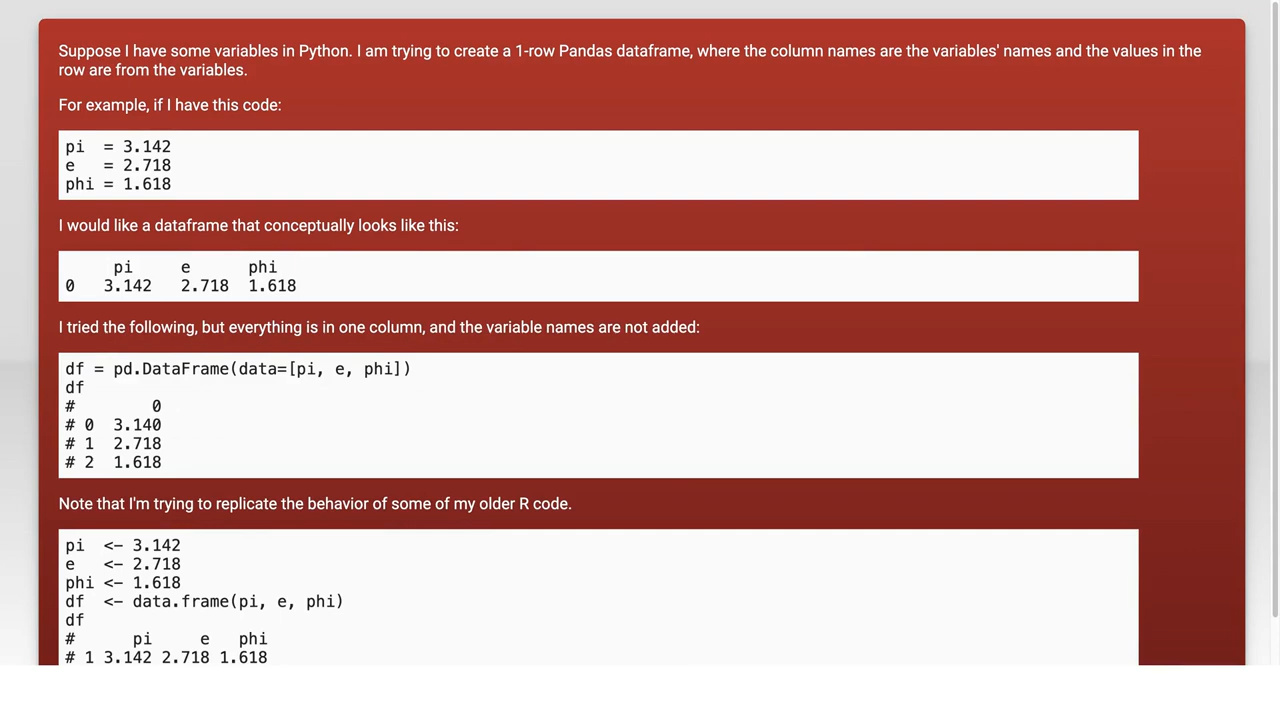 Suppose I have some variables in Python. I am trying to create a 1-row Pandas dataframe, where the column names are the variables' names and the values in the
row are from the variables.
For example, if I have this code:
pi  = 3.142
e   = 2.718
phi = 1.618
I would like a dataframe that conceptually looks like this:
     pi     e      phi
0   3.142   2.718  1.618
I tried the following, but everything is in one column, and the variable names are not added:
df = pd.DataFrame(data=[pi, e, phi])
df
#        0
# 0  3.140
# 1  2.718
# 2  1.618
Note that I'm trying to replicate the behavior of some of my older R code.
pi  <- 3.142
e   <- 2.718
phi <- 1.618
df  <- data.frame(pi, e, phi)
df
#      pi     e   phi
# 1 3.142 2.718 1.618